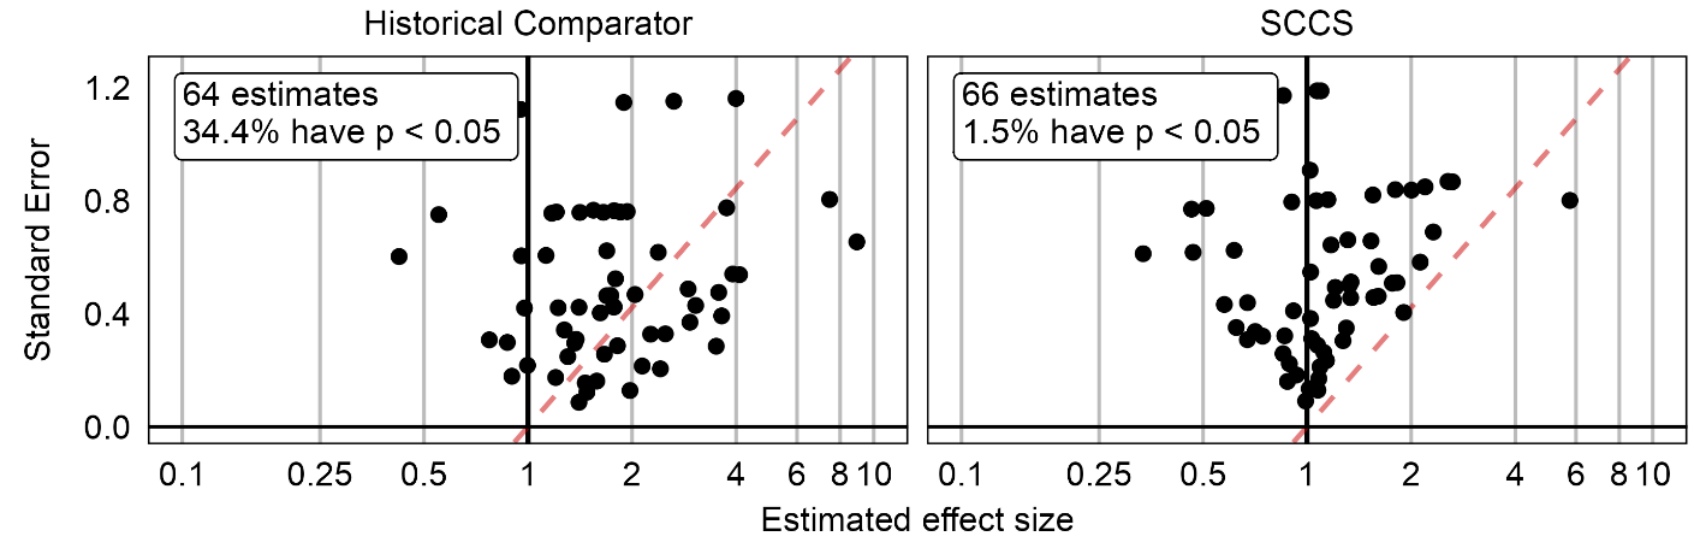 Historical Comparator
SCCS
Standard Error
1.2
0.8
0.4
0.0
64 estimates
34.4% have p < 0.05
66 estimates
1.5% have p < 0.05
0.1 0.25 0.5 1 2 4 6 8 10
0.1 0.25 0.5 1 2 4 6 8 10
Estimated effect size